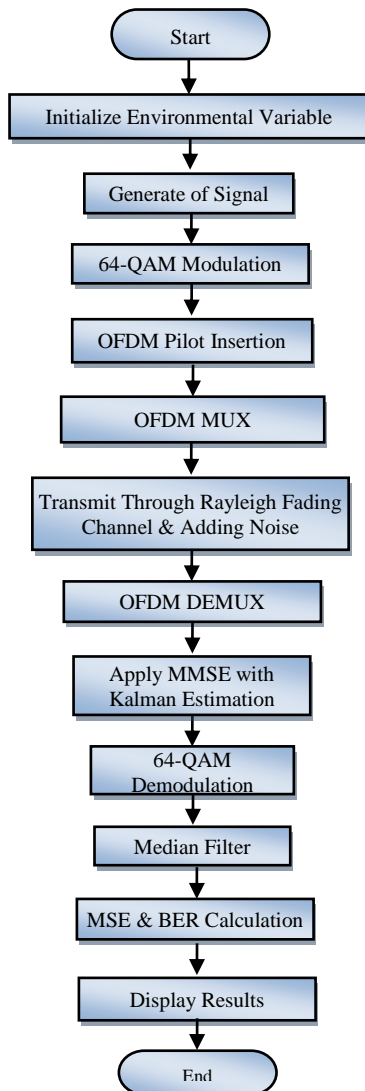 Start
Initialize Environmental Variable
Generate of Signal
64-QAM Modulation
OFDM Pilot Insertion
OFDM MUX
Transmit Through Rayleigh Fading
Channel & Adding Noise
OFDM DEMUX
Apply MMSE with
Kalman Estimation
64-QAM
Demodulation
Median Filter
MSE & BER Calculation
Display Results
End